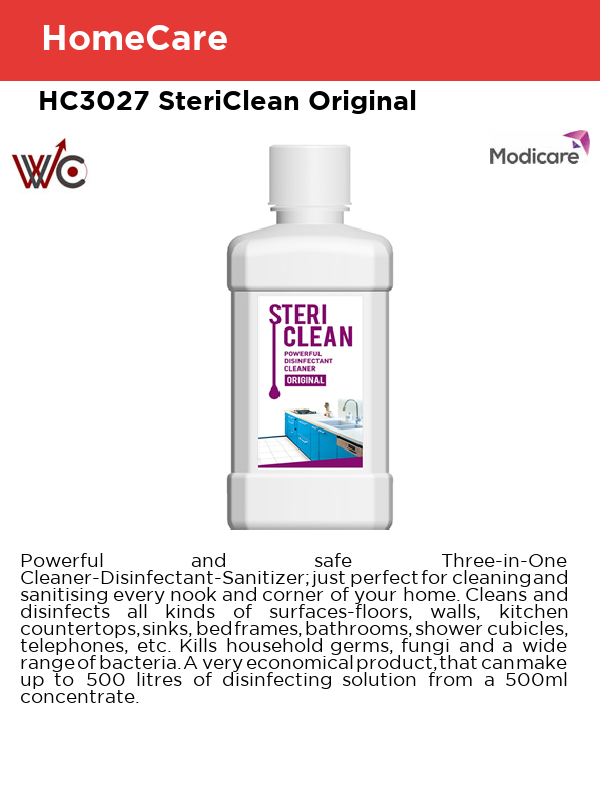 HomeCare
HC3027 SteriClean Original
WC
Modicare
STERI
CLEAN
POWERFUL
DISINFECTANT
CLEANER
ORIGINAL
Powerful and safe Three-in-One
Cleaner-Disinfectant-Sanitizer; just perfect for cleaning and
sanitising every nook and corner of your home. Cleans and
disinfects all kinds of surfaces-floors, walls, kitchen
countertops, sinks, bed frames, bathrooms, shower cubicles,
telephones, etc. Kills household germs, fungi and a wide
range of bacteria. A very economical product, that can make
up to 500 litres of disinfecting solution from a 500ml
concentrate.